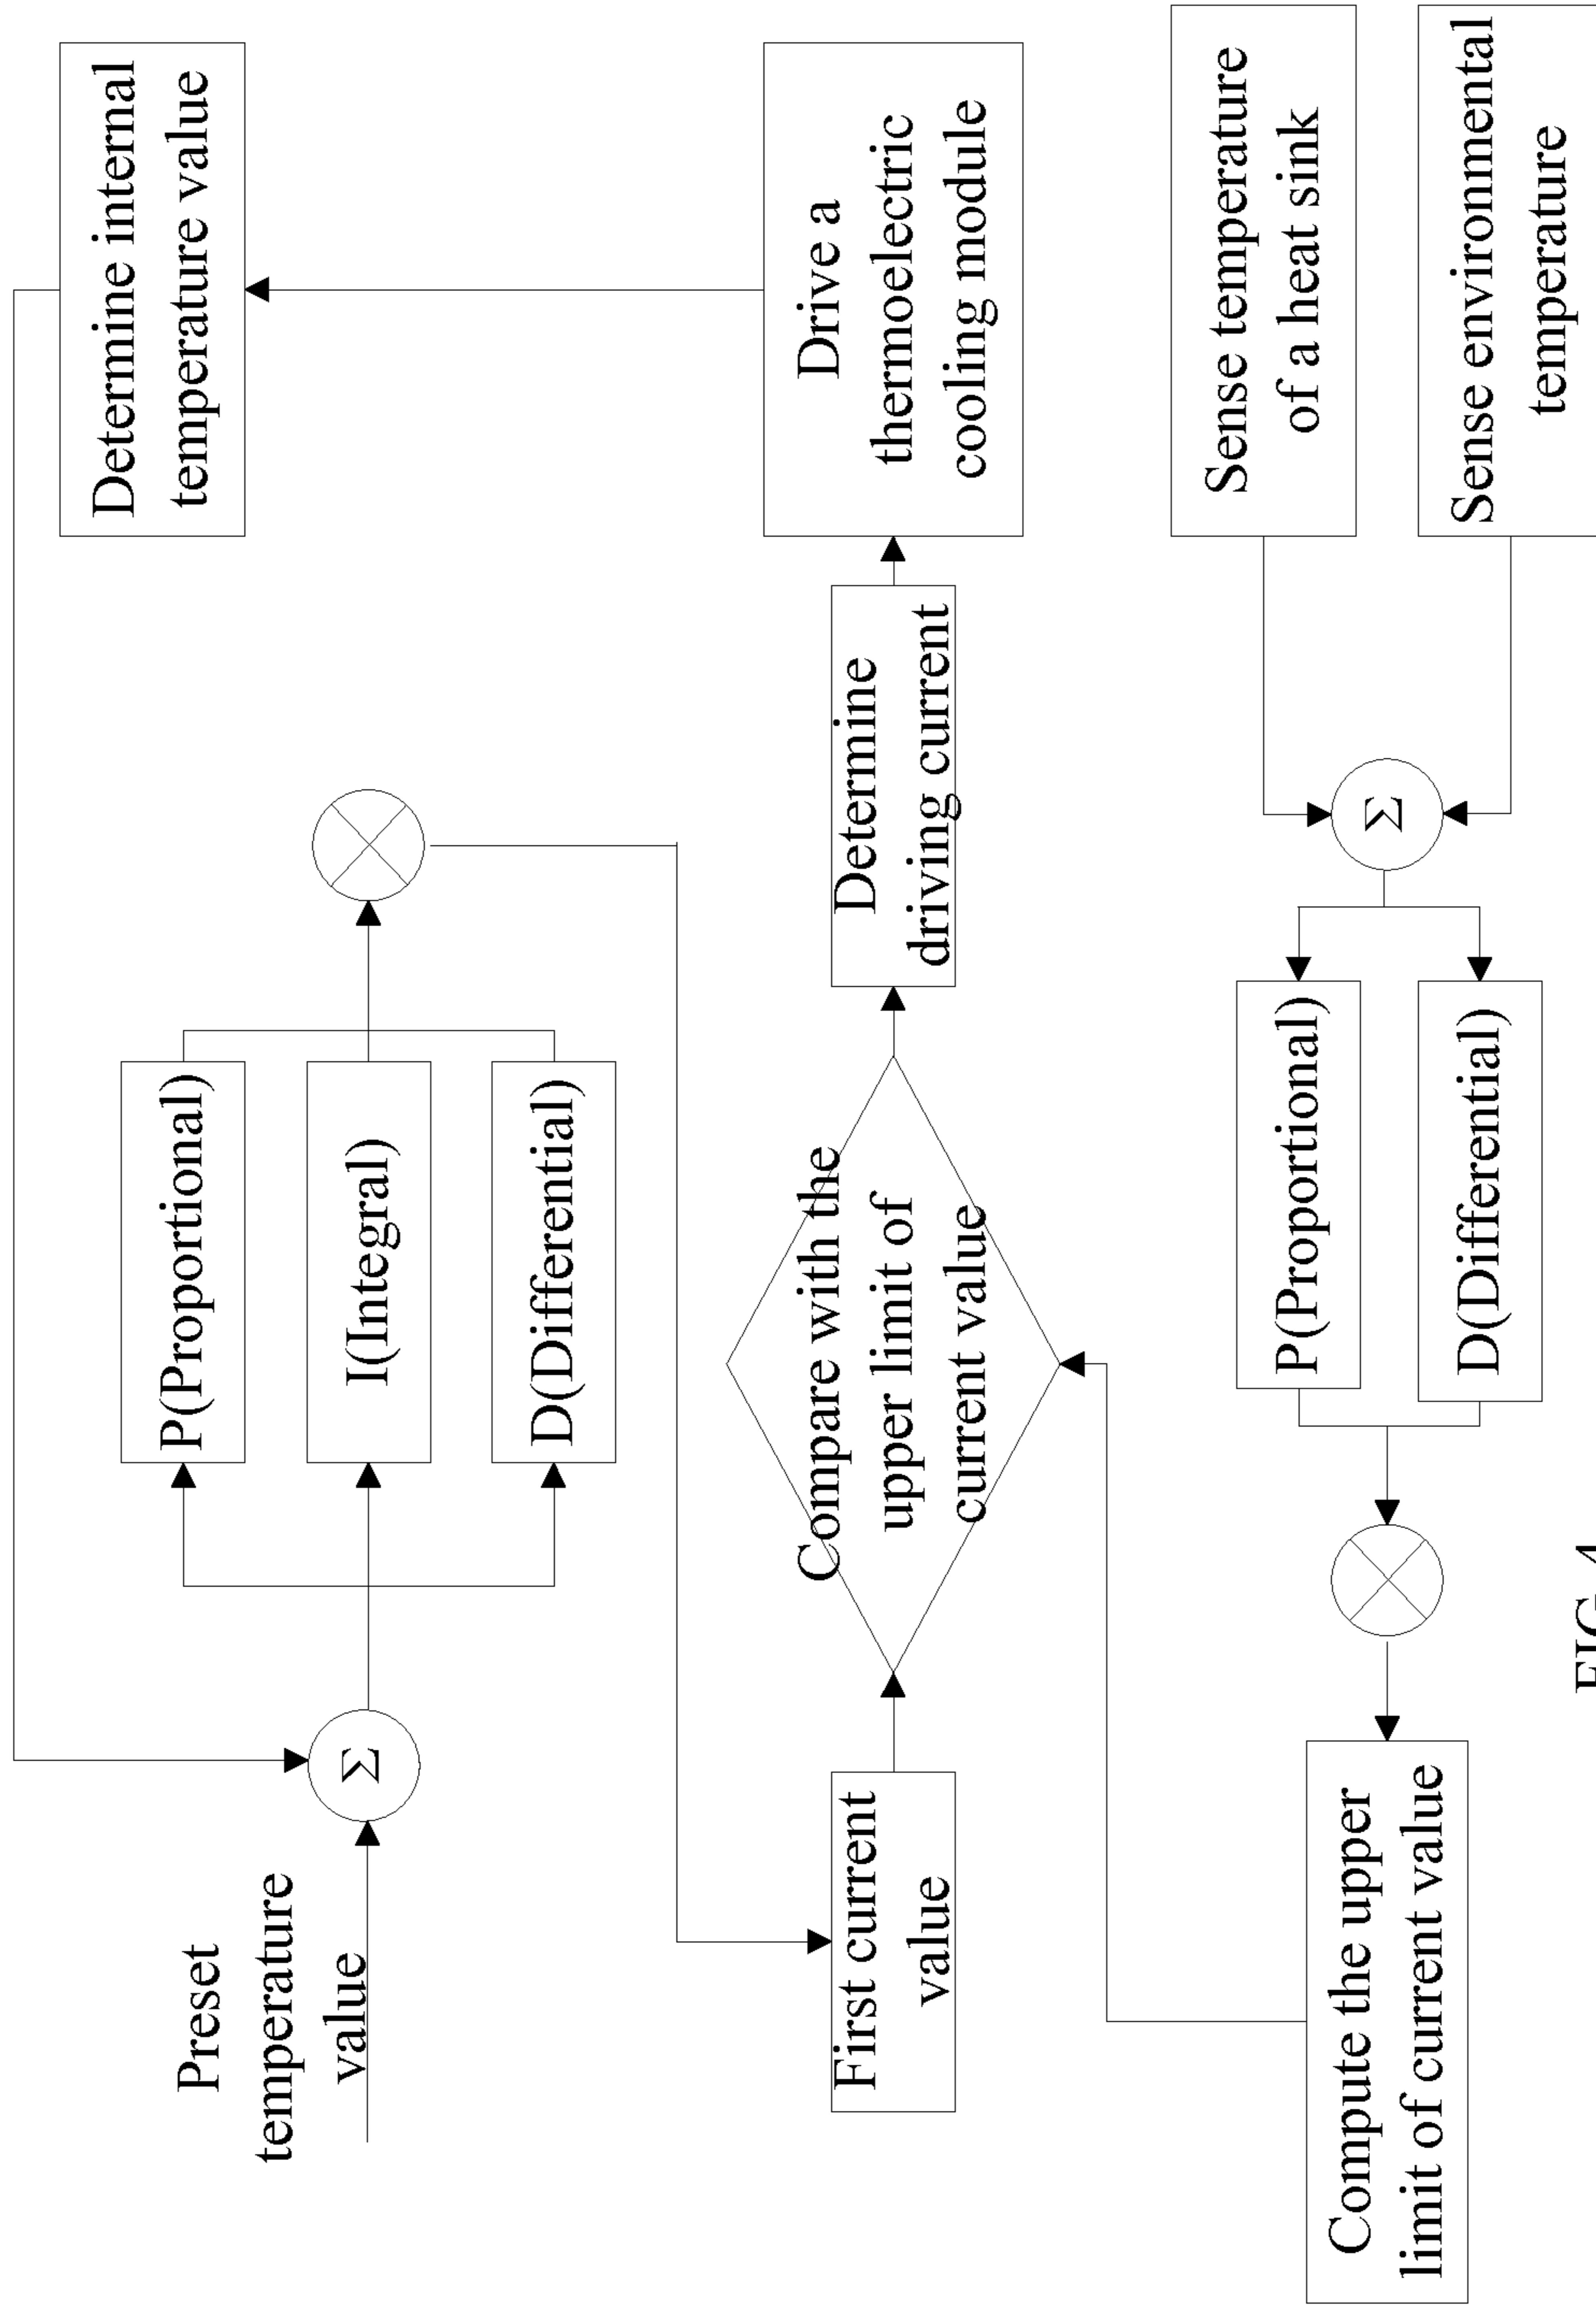 Determine internal
temperature value
P(Proportional)
I(Integral)
D(Differential)
Σ
Preset
temperature
value
First current
value
Compare with the
upper limit of
current value
Determine
driving current
Drive a
thermoelectric
cooling module
Compute the upper
limit of current value
P(Proportional)
D(Differential)
Σ
Sense temperature
of a heat sink
Sense environmental
temperature
FIG. 4